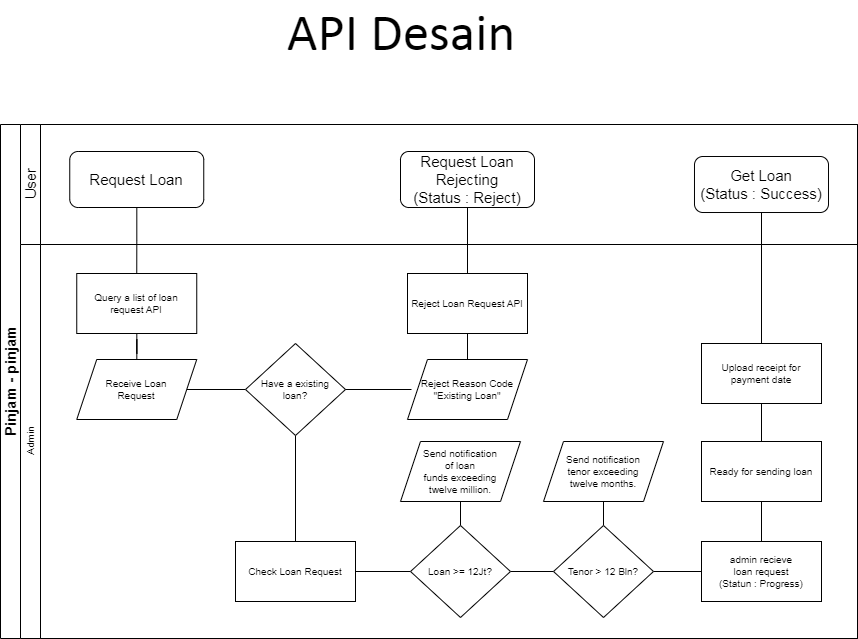 API Desain
Pinjam - pinjam
User
Request Loan
Request Loan
Rejecting
(Status : Reject)
Get Loan
(Status : Success)
Admin
Query a list of loan
request API
Reject Loan Request API
Upload receipt for
payment date
Receive Loan
Request
Have a existing
loan?
Reject Reason Code
"Existing Loan"
Send notification
of loan
funds exceeding
twelve million.
Send notification
tenor exceeding
twelve months.
Ready for sending loan
Check Loan Request
Loan >= 12Jt?
Tenor > 12 Bln?
admin recieve
loan request
(Statun : Progress)